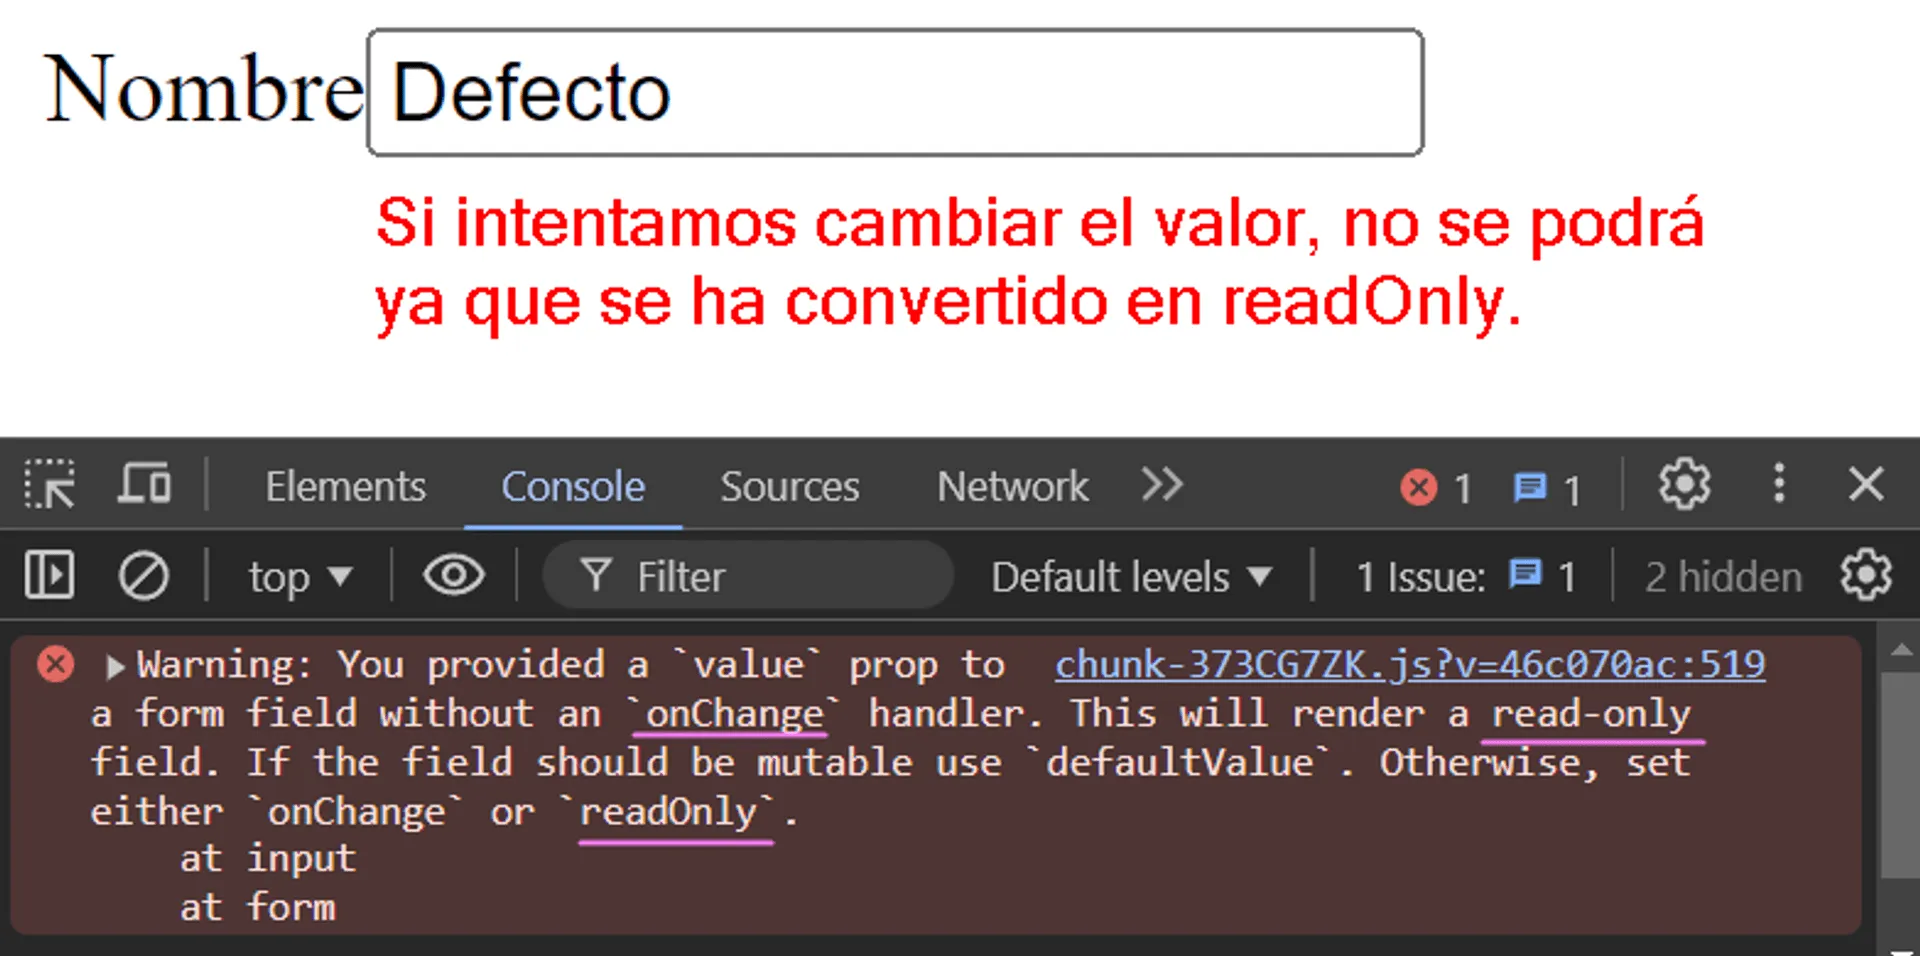 Nombre Defecto
Si intentamos cambiar el valor, no se podrá
ya que se ha convertido en readOnly.
Elements Console Sources Network 1 1
top Filter Default levels 1 Issue: 1 2 hidden
Warning: You provided a `value` prop to chunk-373CG7ZK.js?v=46c070ac:519
a form field without an `onChange` handler. This will render a read-only
field. If the field should be mutable use `defaultValue`. Otherwise, set
either `onChange` or `readOnly`.
at input
at form